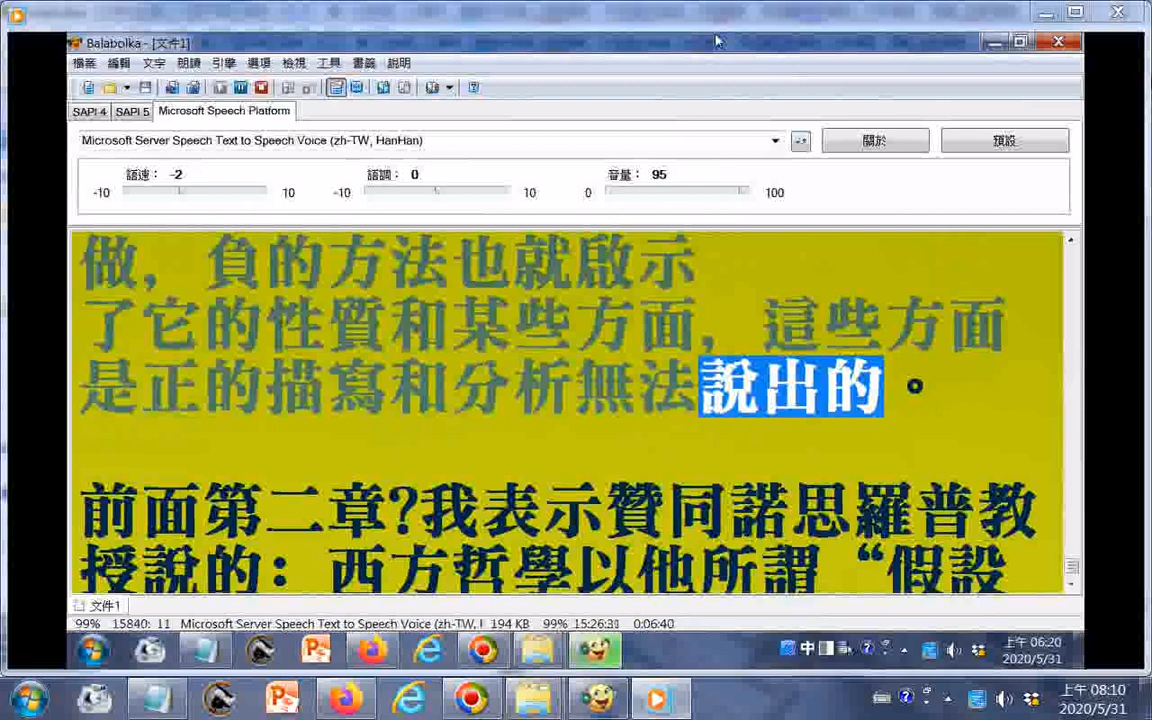 Balabolka - [文件1]
檔案 編輯 文字 朗讀 引擎 選項 檢視 工具 書籤 說明
SAPI 4 SAPI 5 Microsoft Speech Platform
Microsoft Server Speech Text to Speech Voice (zh-TW, HanHan) 關於 預設
語速： -2 語調： 0 音量： 95
-10 10 -10 10 0 100
做，負的方法也就啟示
了它的性質和某些方面，這些方面
是正的描寫和分析無法說出的。
前面第二章?我表示贊同諾思羅普教
授說的：西方哲學以他所謂“假設
文件1
99% 15840: 11 Microsoft Server Speech Text to Speech Voice (zh-TW, 194 KB 99% 15:26:31 0:06:40
中 上午 06:20
2020/5/31
上午 08:10
2020/5/31